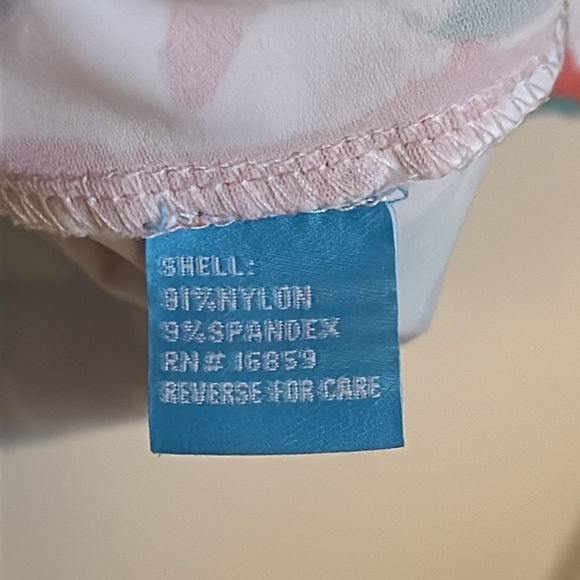 SHELL:
91%NYLON
9%SPANDEX
RN# 16859
REVERSE FOR CARE